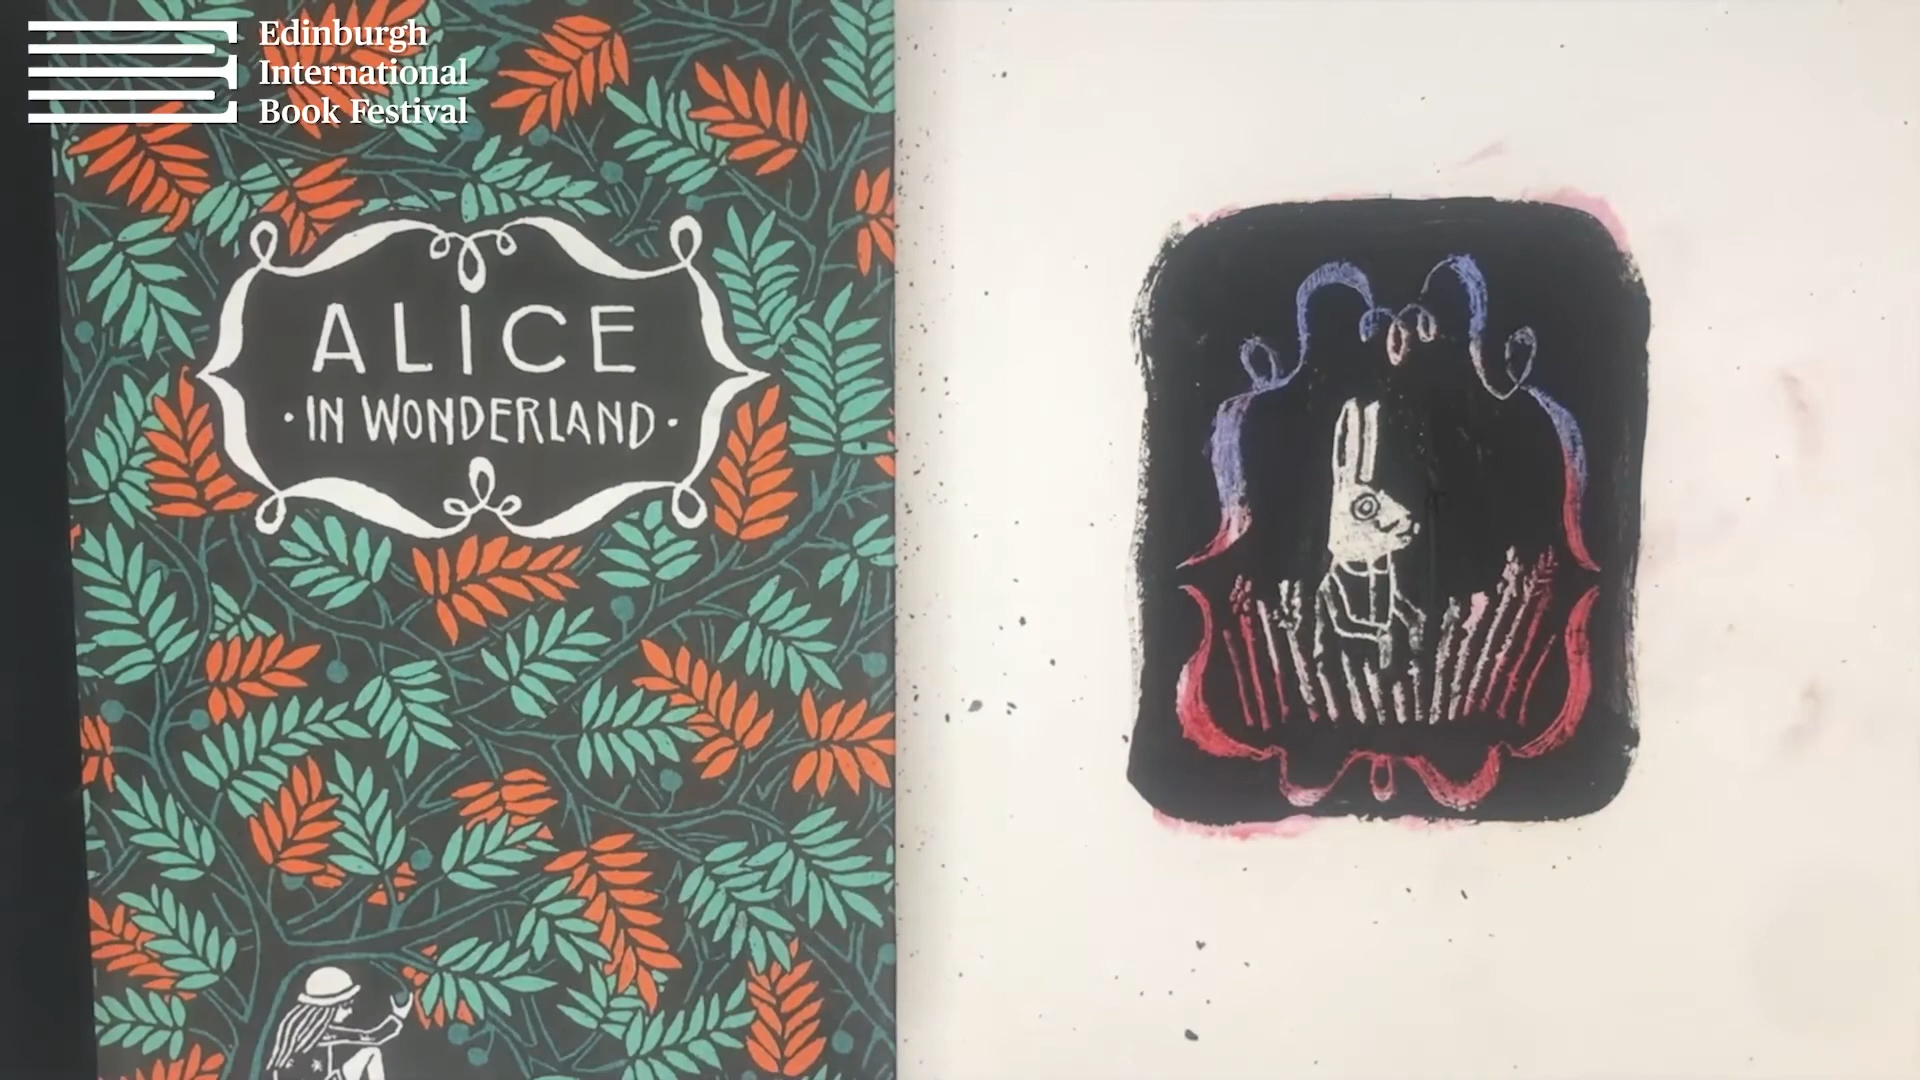 Edinburgh
International
Book Festival
ALICE
· IN WONDERLAND ·